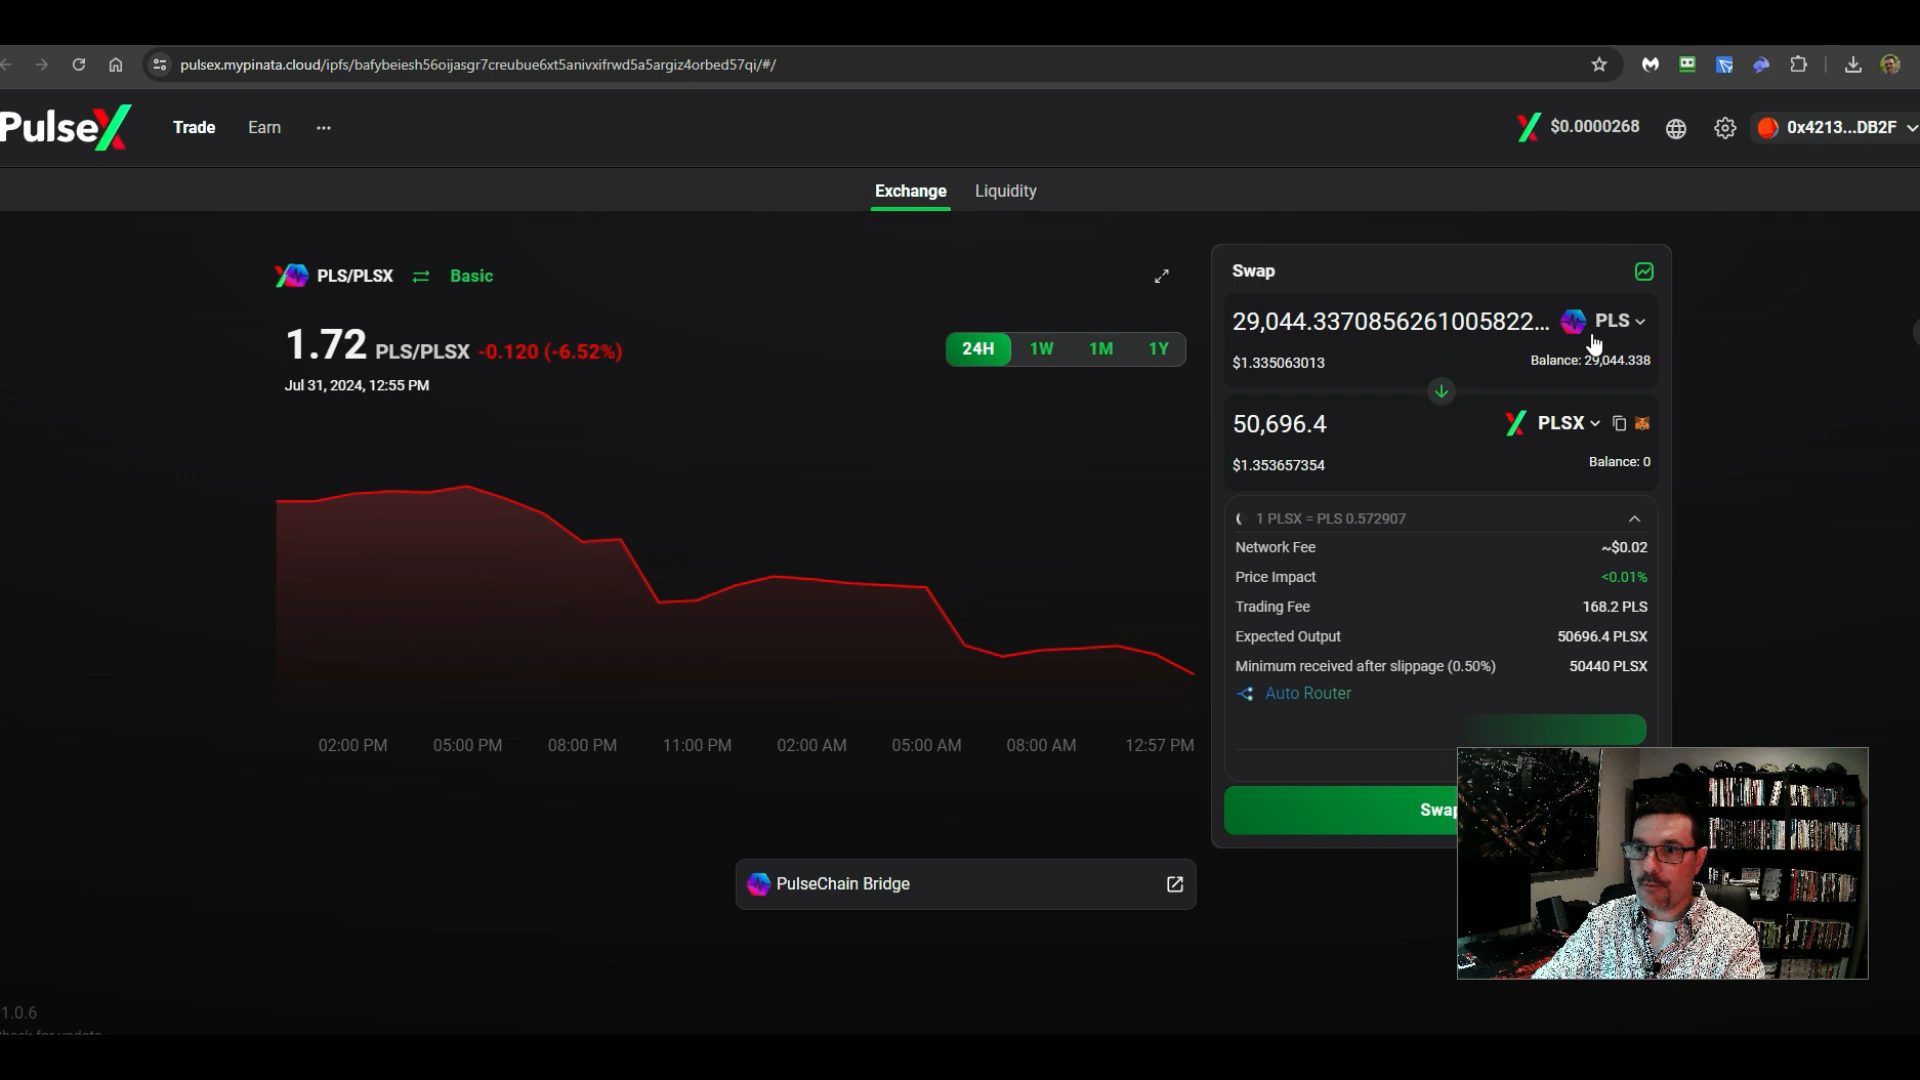 pulsex.mypinata.cloud/ipfs/bafybeiesh56oijasgr7creubue6xt5anivxifrwd5a5argiz4orbed57qi/#/
PulseX
Trade
Earn
$0.0000268
0x4213...DB2F
Exchange
Liquidity
PLS/PLSX
Basic
1.72 PLS/PLSX -0.120 (-6.52%)
Jul 31, 2024, 12:55 PM
24H
1W
1M
1Y
02:00 PM
05:00 PM
08:00 PM
11:00 PM
02:00 AM
05:00 AM
08:00 AM
12:57 PM
Swap
29,044.3370856261005822...
PLS
$1.335063013
Balance: 29,044.338
50,696.4
PLSX
$1.353657354
Balance: 0
1 PLSX = PLS 0.572907
Network Fee
~$0.02
Price Impact
<0.01%
Trading Fee
168.2 PLS
Expected Output
50696.4 PLSX
Minimum received after slippage (0.50%)
50440 PLSX
Auto Router
Swap
PulseChain Bridge
1.0.6